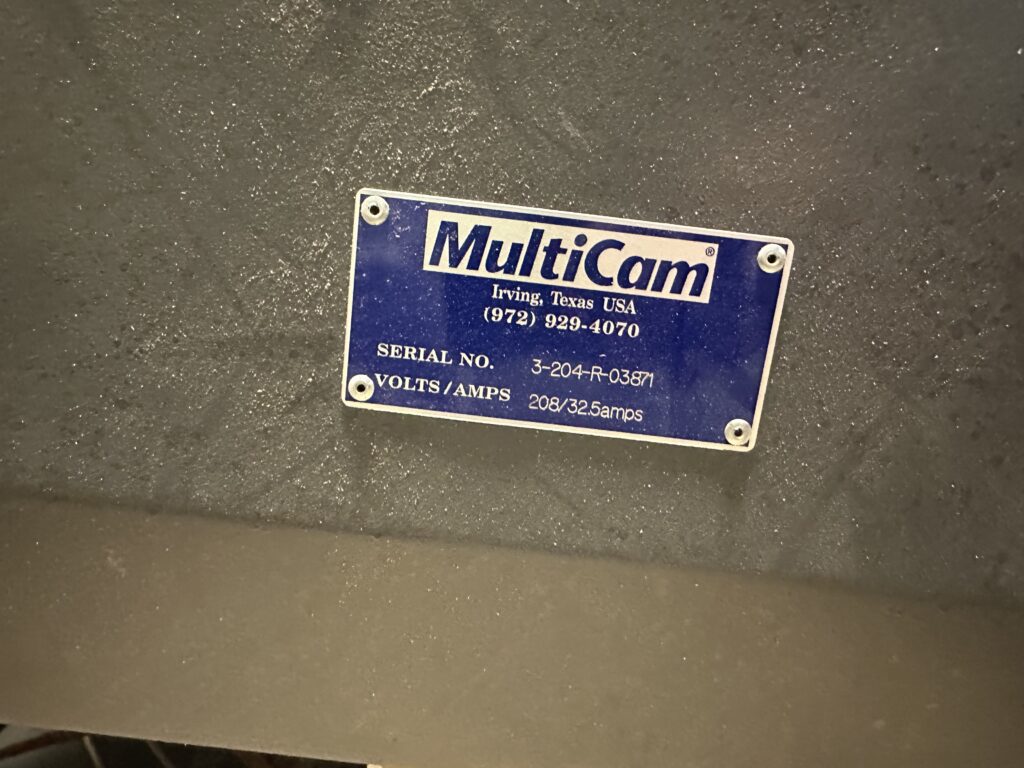 MultiCam®
Irving, Texas USA
(972) 929-4070
SERIAL NO. 3-204-R-03871
VOLTS/AMPS 208/32.5amps